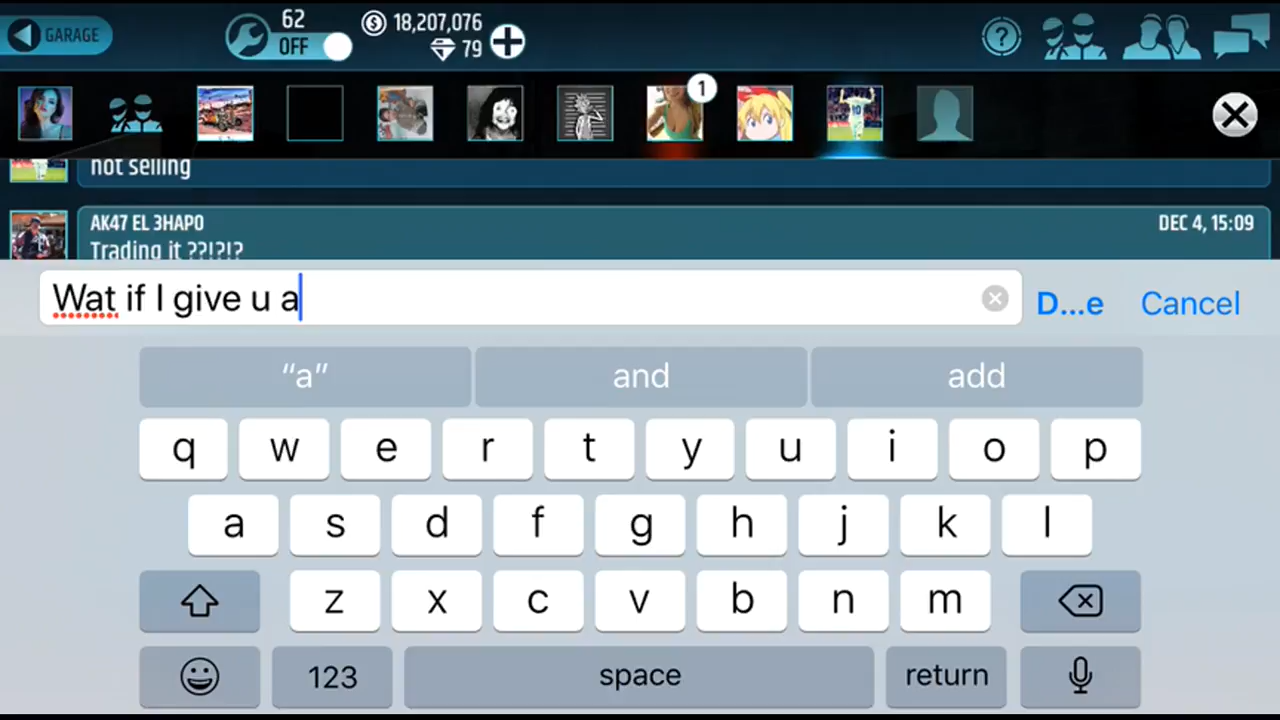 GARAGE
62
OFF
18,207,076
79
?
1
not selling
AK47 EL 3HAPO
DEC 4, 15:09
Trading it ??!?!?
Wat if I give u a
D...e
Cancel
“a”
and
add
q w e r t y u i o p
a s d f g h j k l
z x c v b n m
123
space
return